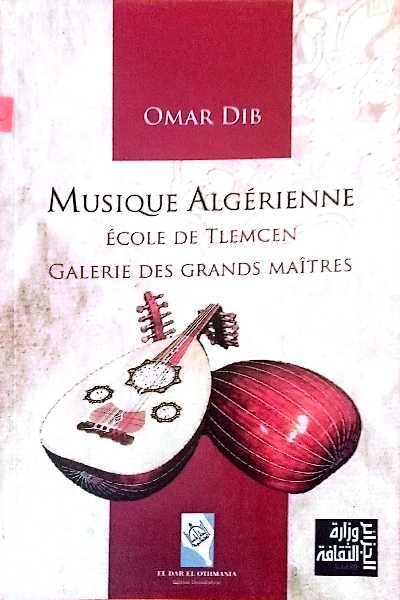 OMAR DIB
MUSIQUE ALGÉRIENNE
ÉCOLE DE TLEMCEN
GALERIE DES GRANDS MAÎTRES
EL DAR EL OTHMANIA
وزارة
الثقافة